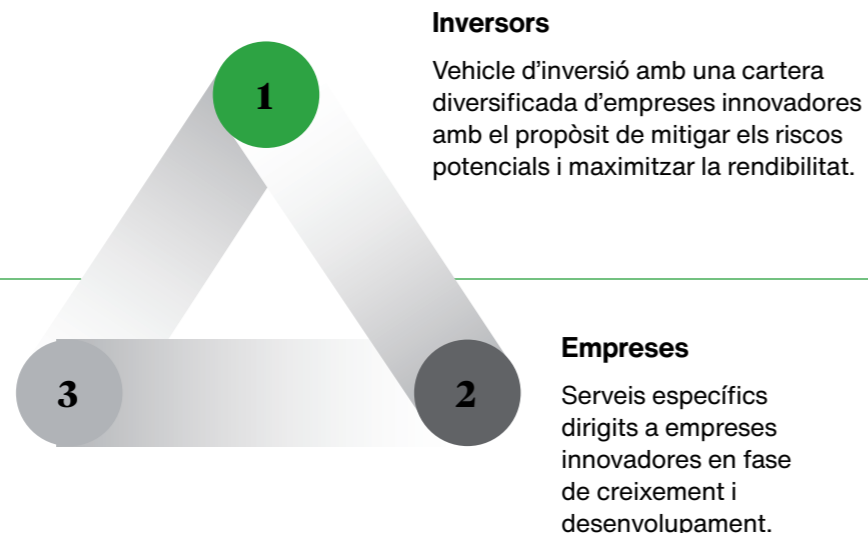 Inversors
Vehicle d’inversió amb una cartera
diversificada d’empreses innovadores
amb el propòsit de mitigar els riscos
potencials i maximitzar la rendibilitat.
1
2
3
Empreses
Serveis específics
dirigits a empreses
innovadores en fase
de creixement i
desenvolupament.